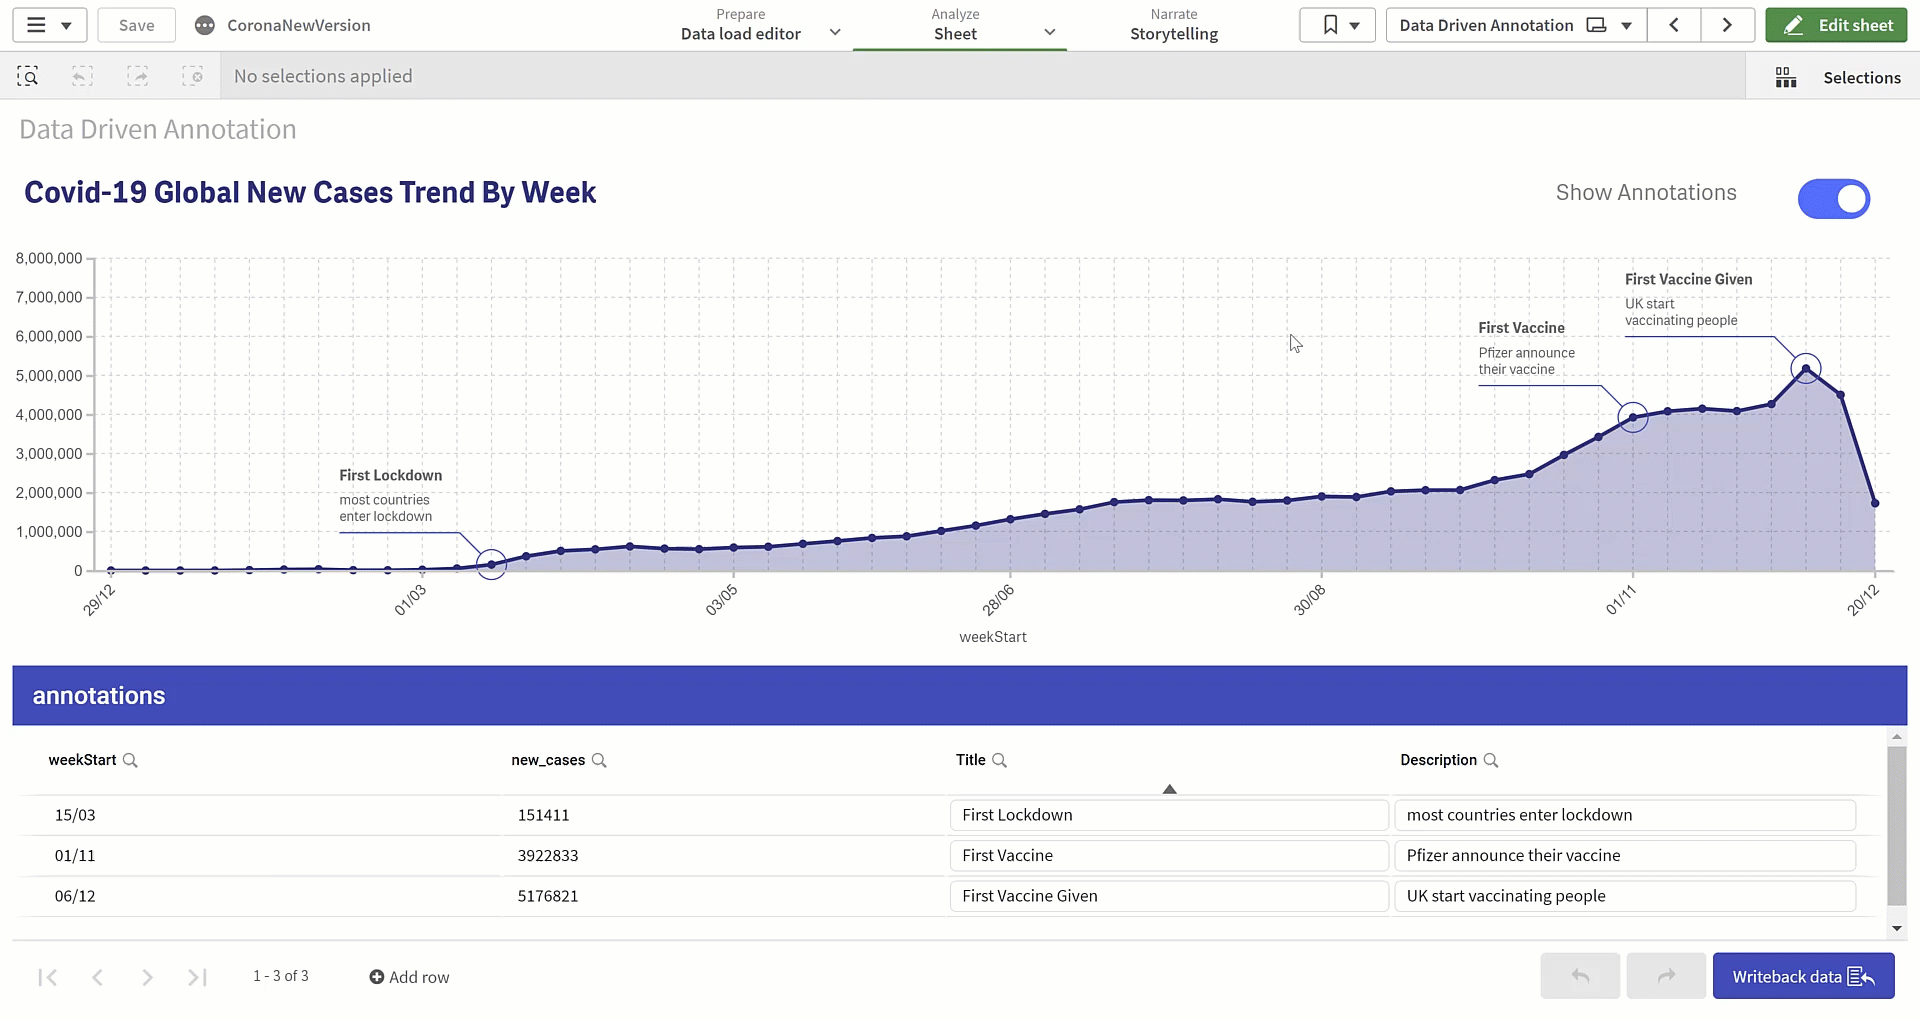 Save
CoronaNewVersion
Prepare
Data load editor
Analyze
Sheet
Narrate
Storytelling
Data Driven Annotation
Edit sheet
No selections applied
Selections
Data Driven Annotation
Covid-19 Global New Cases Trend By Week
Show Annotations
8,000,000
7,000,000
6,000,000
5,000,000
4,000,000
3,000,000
2,000,000
1,000,000
0
First Lockdown
most countries
enter lockdown
First Vaccine
Pfizer announce
their vaccine
First Vaccine Given
UK start
vaccinating people
29/12
01/03
03/05
28/06
30/08
01/11
20/12
weekStart
annotations
weekStart new_cases Title Description
15/03 151411 First Lockdown most countries enter lockdown
01/11 3922833 First Vaccine Pfizer announce their vaccine
06/12 5176821 First Vaccine Given UK start vaccinating people
1 - 3 of 3
Add row
Writeback data